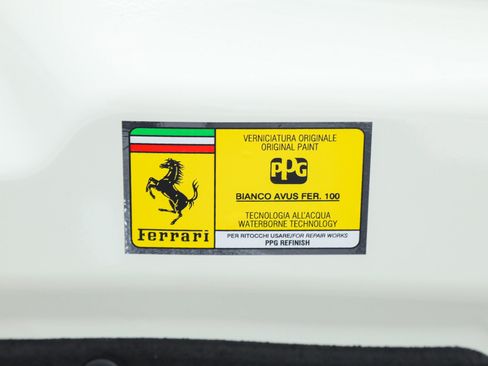 Ferrari
VERNICIATURA ORIGINALE
ORIGINAL PAINT
PPG
BIANCO AVUS FER. 100
TECNOLOGIA ALL'ACQUA
WATERBORNE TECHNOLOGY
PER RITOCCHI USARE/FOR REPAIR WORKS
PPG REFINISH